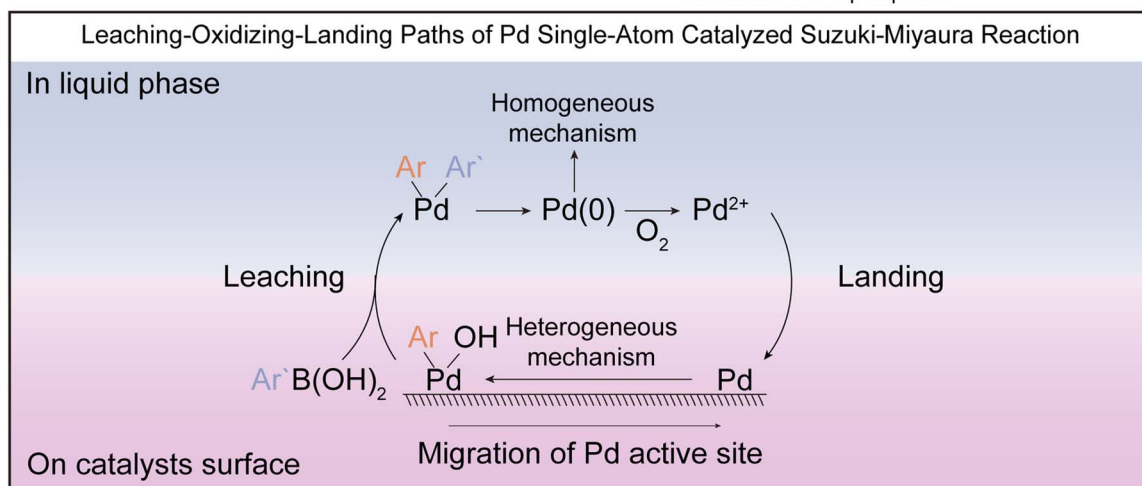 Leaching-Oxidizing-Landing Paths of Pd Single-Atom Catalyzed Suzuki-Miyaura Reaction
In liquid phase
Homogeneous
mechanism
Ar Ar`
Pd
Pd(0)
O₂
Pd²⁺
Leaching
Landing
Ar OH
Pd
Heterogeneous
mechanism
Pd
Ar`B(OH)₂
Migration of Pd active site
On catalysts surface